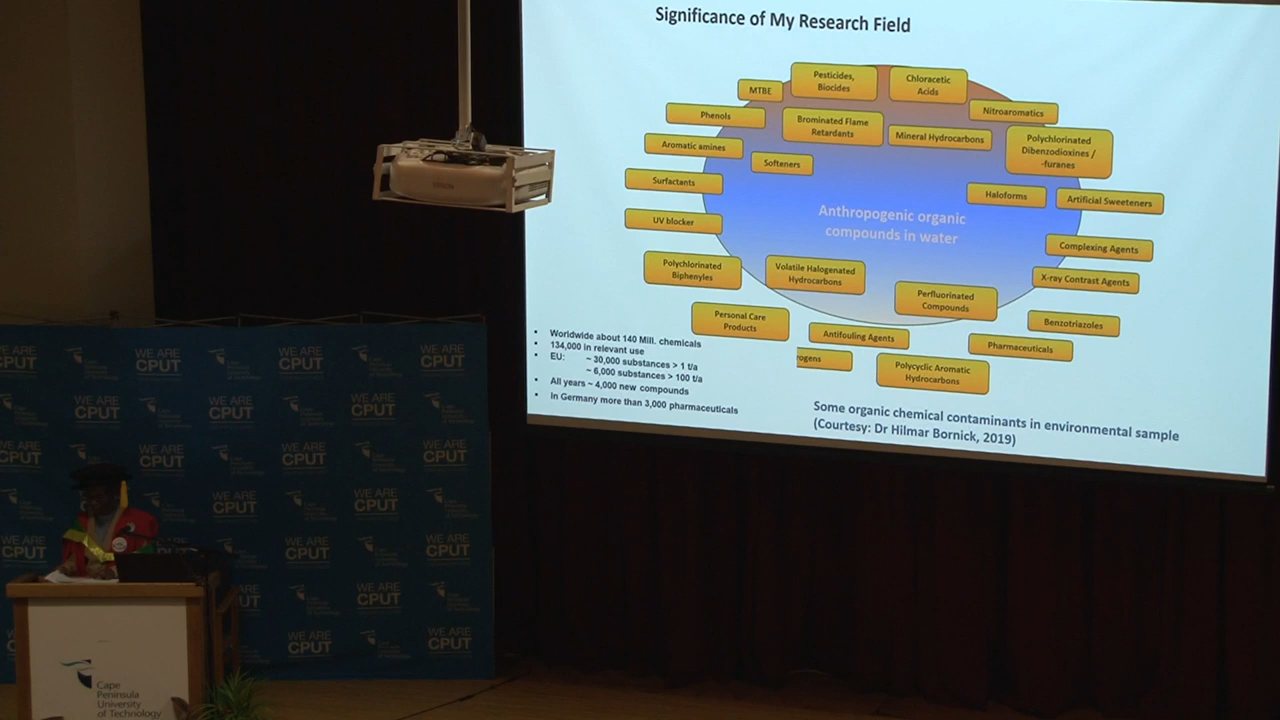 Significance of My Research Field
Pesticides,
Biocides
Chloracetic
Acids
MTBE
Nitroaromatics
Phenols
Brominated Flame
Retardants
Mineral Hydrocarbons
Polychlorinated
Dibenzodioxines /
-furanes
Aromatic amines
Softeners
Surfactants
Haloforms
Artificial Sweeteners
UV blocker
Anthropogenic organic
compounds in water
Complexing Agents
Polychlorinated
Biphenyles
Volatile Halogenated
Hydrocarbons
X-ray Contrast Agents
Perfluorinated
Compounds
Personal Care
Products
Benzotriazoles
Antifouling Agents
Pharmaceuticals
rogens
Polycyclic Aromatic
Hydrocarbons
• Worldwide about 140 Mill. chemicals
• 134,000 in relevant use
• EU: ~ 30,000 substances > 1 t/a
~ 6,000 substances > 100 t/a
• All years ~ 4,000 new compounds
• In Germany more than 3,000 pharmaceuticals
Some organic chemical contaminants in environmental sample
(Courtesy: Dr Hilmar Bornick, 2019)
WE ARE
CPUT
Cape
Peninsula
University
of Technology